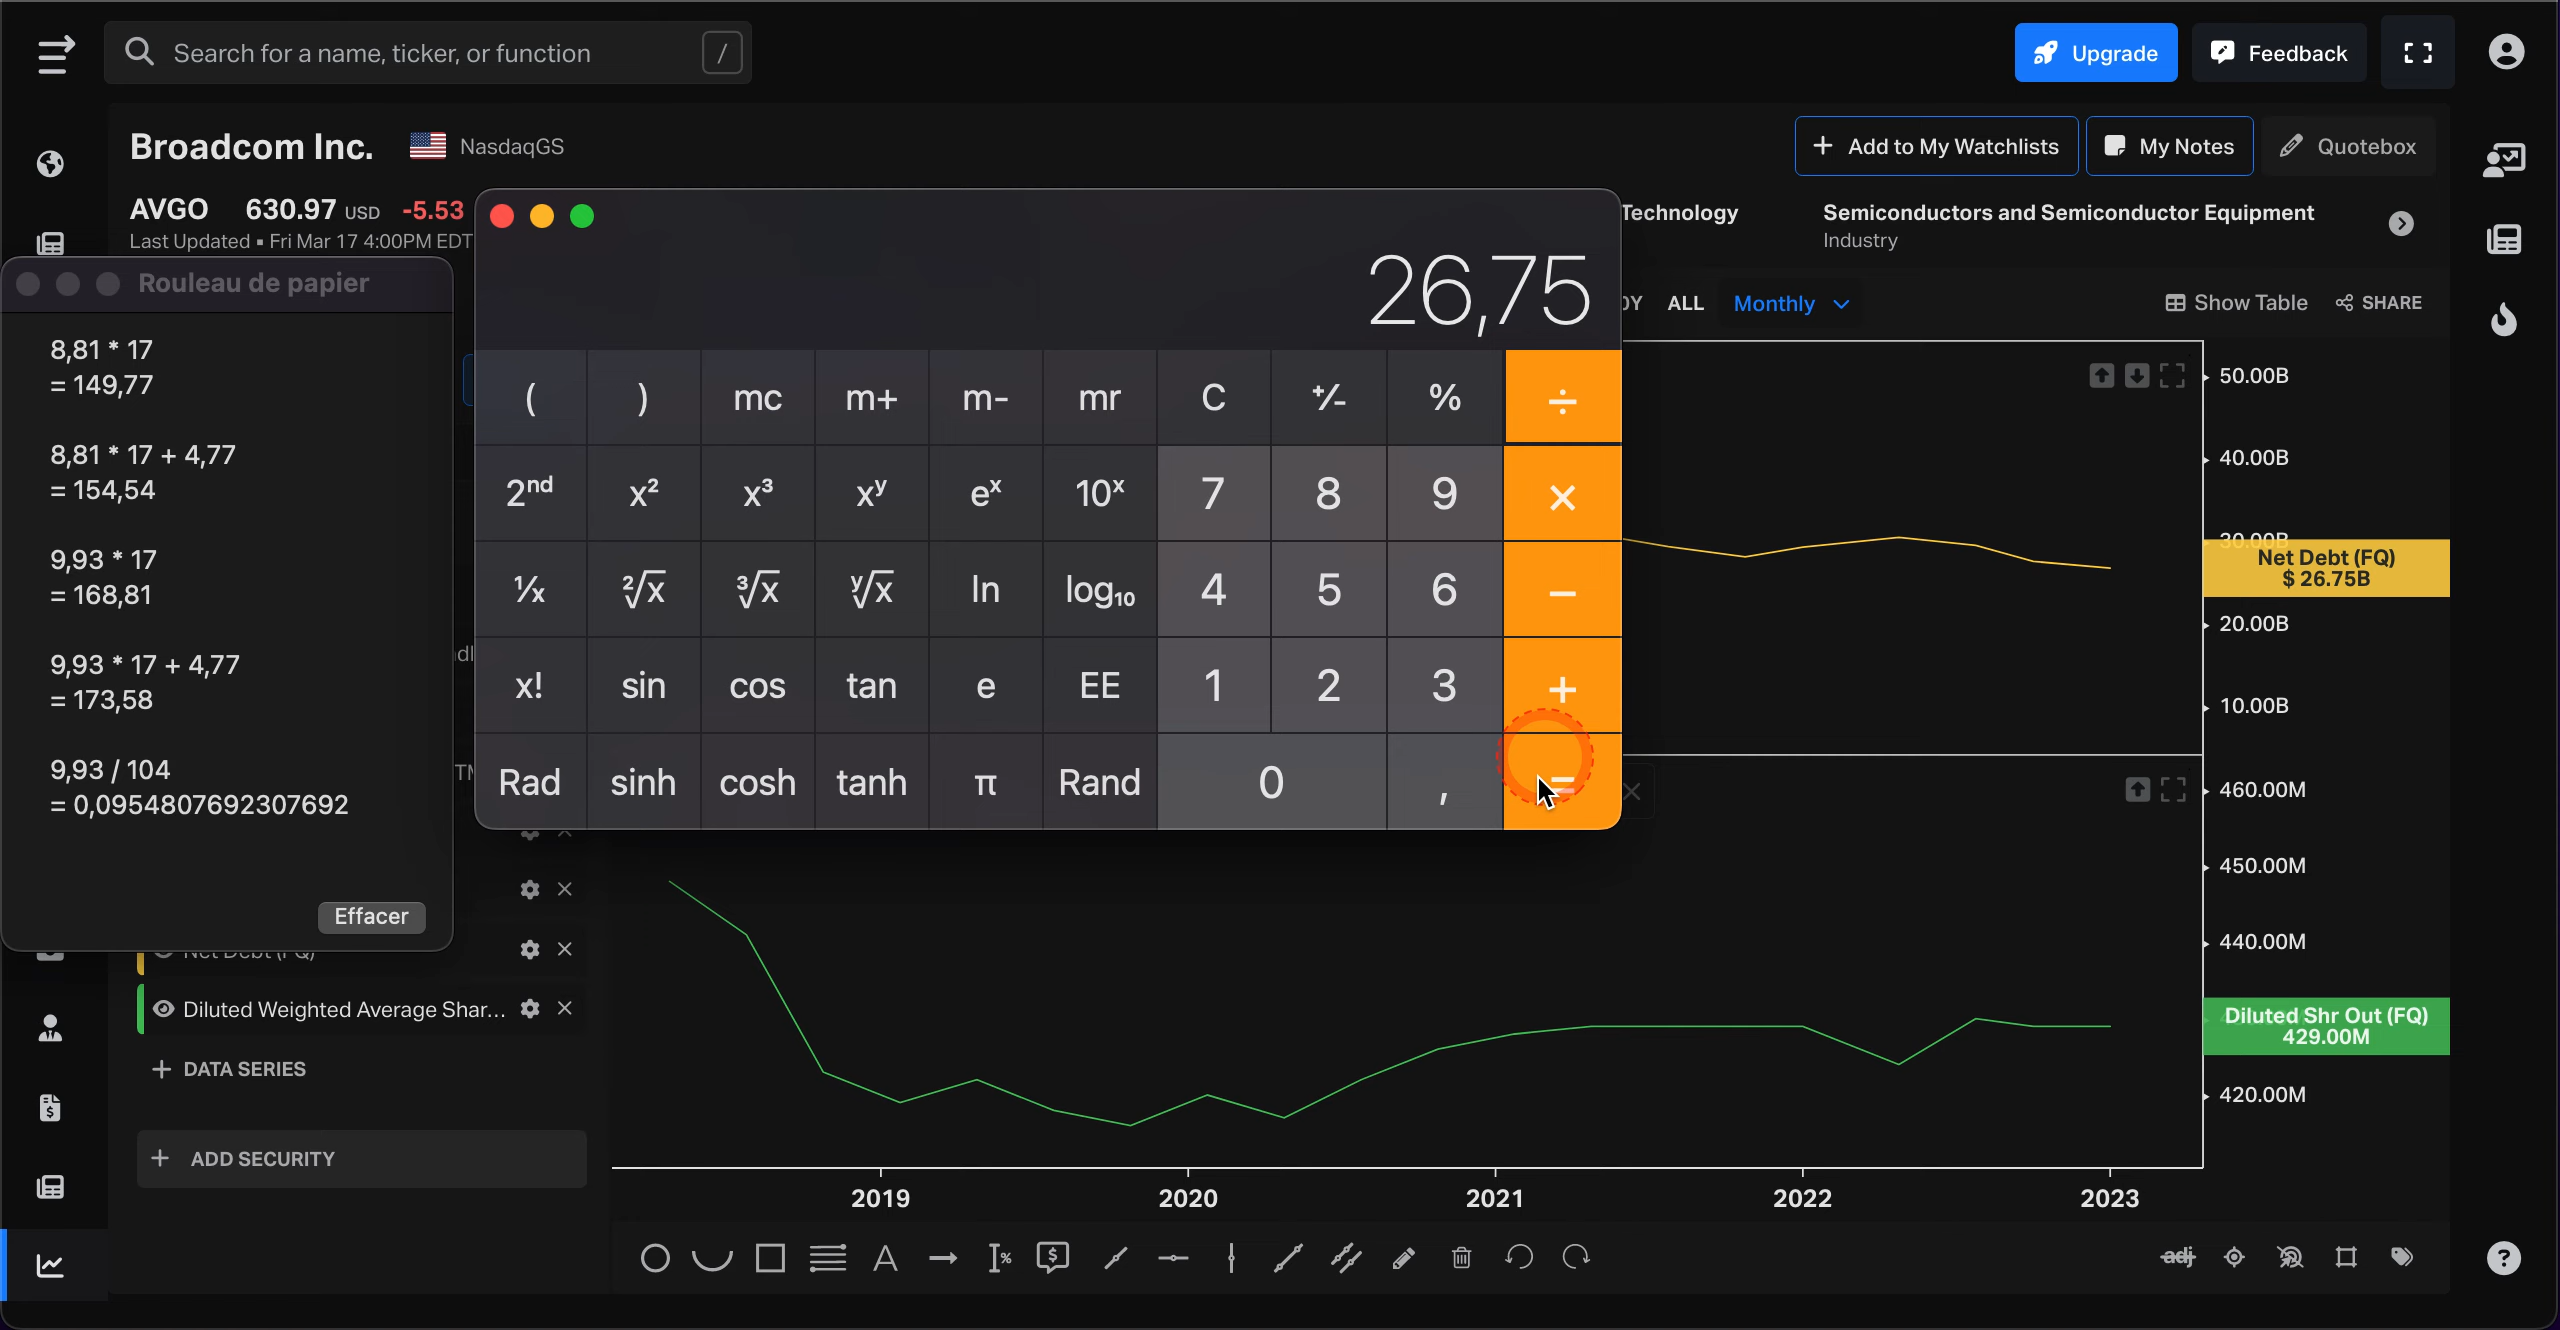 Search for a name, ticker, or function
/
Upgrade
Feedback
Broadcom Inc.
NasdaqGS
Add to My Watchlists
My Notes
Quotebox
AVGO 630.97 USD -5.53
Last Updated ▪ Fri Mar 17 4:00PM EDT
Technology
Semiconductors and Semiconductor Equipment
Industry
Rouleau de papier
8,81 * 17
= 149,77
8,81 * 17 + 4,77
= 154,54
9,93 * 17
= 168,81
9,93 * 17 + 4,77
= 173,58
9,93 / 104
= 0,0954807692307692
Effacer
26,75
( ) mc m+ m- mr C ⁺∕₋ % ÷
2ⁿᵈ x² x³ xʸ eˣ 10ˣ 7 8 9 ×
¹∕ₓ ²√x ³√x ʸ√x ln log₁₀ 4 5 6 −
x! sin cos tan e EE 1 2 3 +
Rad sinh cosh tanh π Rand 0 , =
ALL
Monthly
Show Table
SHARE
50.00B
40.00B
30.00B
Net Debt (FQ)
$ 26.75B
20.00B
10.00B
460.00M
450.00M
440.00M
Diluted Shr Out (FQ)
429.00M
420.00M
Net Debt (FQ)
Diluted Weighted Average Shar...
+ DATA SERIES
+ ADD SECURITY
2019 2020 2021 2022 2023
A
adj
?